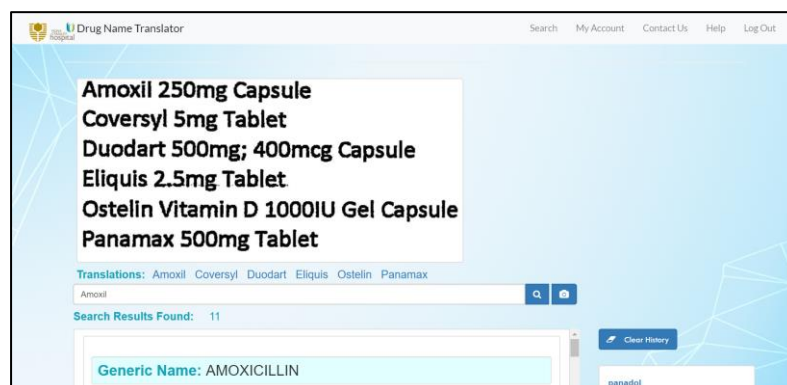 hospital
Drug Name Translator
Search
My Account
Contact Us
Help
Log Out
Amoxil 250mg Capsule
Coversyl 5mg Tablet
Duodart 500mg; 400mcg Capsule
Eliquis 2.5mg Tablet
Ostelin Vitamin D 1000IU Gel Capsule
Panamax 500mg Tablet
Translations: Amoxil Coversyl Duodart Eliquis Ostelin Panamax
Amoxil
Search Results Found: 11
Clear History
Generic Name: AMOXICILLIN
panadol